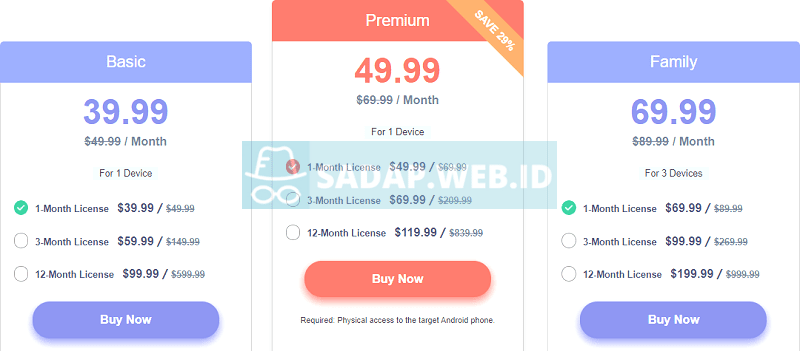 Basic
39.99
$49.99 / Month
For 1 Device
1-Month License $39.99 / $49.99
3-Month License $59.99 / $149.99
12-Month License $99.99 / $599.99
Buy Now
Premium
SAVE 29%
49.99
$69.99 / Month
For 1 Device
1-Month License $49.99 / $69.99
3-Month License $69.99 / $209.99
12-Month License $119.99 / $839.99
Buy Now
Required: Physical access to the target Android phone.
SADAP.WEB.ID
Family
69.99
$89.99 / Month
For 3 Devices
1-Month License $69.99 / $89.99
3-Month License $99.99 / $269.99
12-Month License $199.99 / $999.99
Buy Now